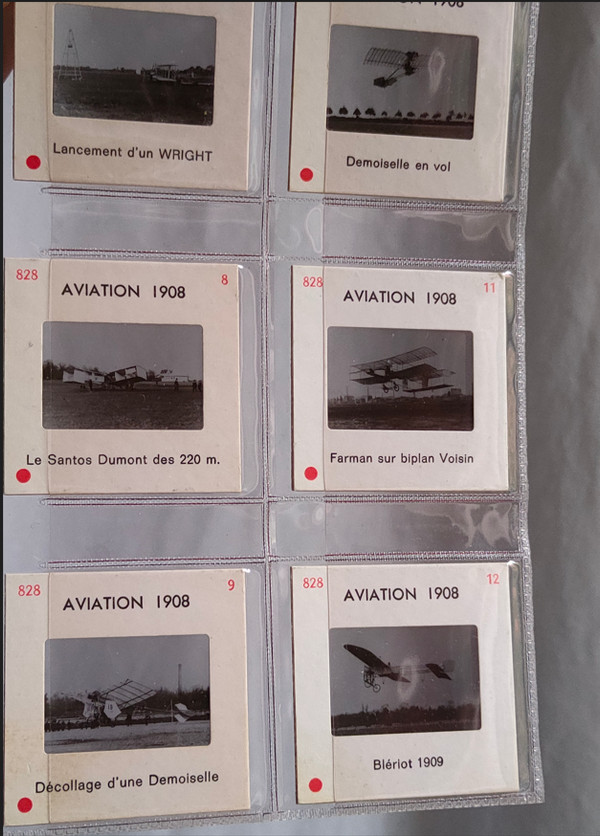 Lancement d'un WRIGHT
1908
Demoiselle en vol
828 8
AVIATION 1908
Le Santos Dumont des 220 m.
828 11
AVIATION 1908
Farman sur biplan Voisin
828 9
AVIATION 1908
Décollage d'une Demoiselle
828 12
AVIATION 1908
Blériot 1909